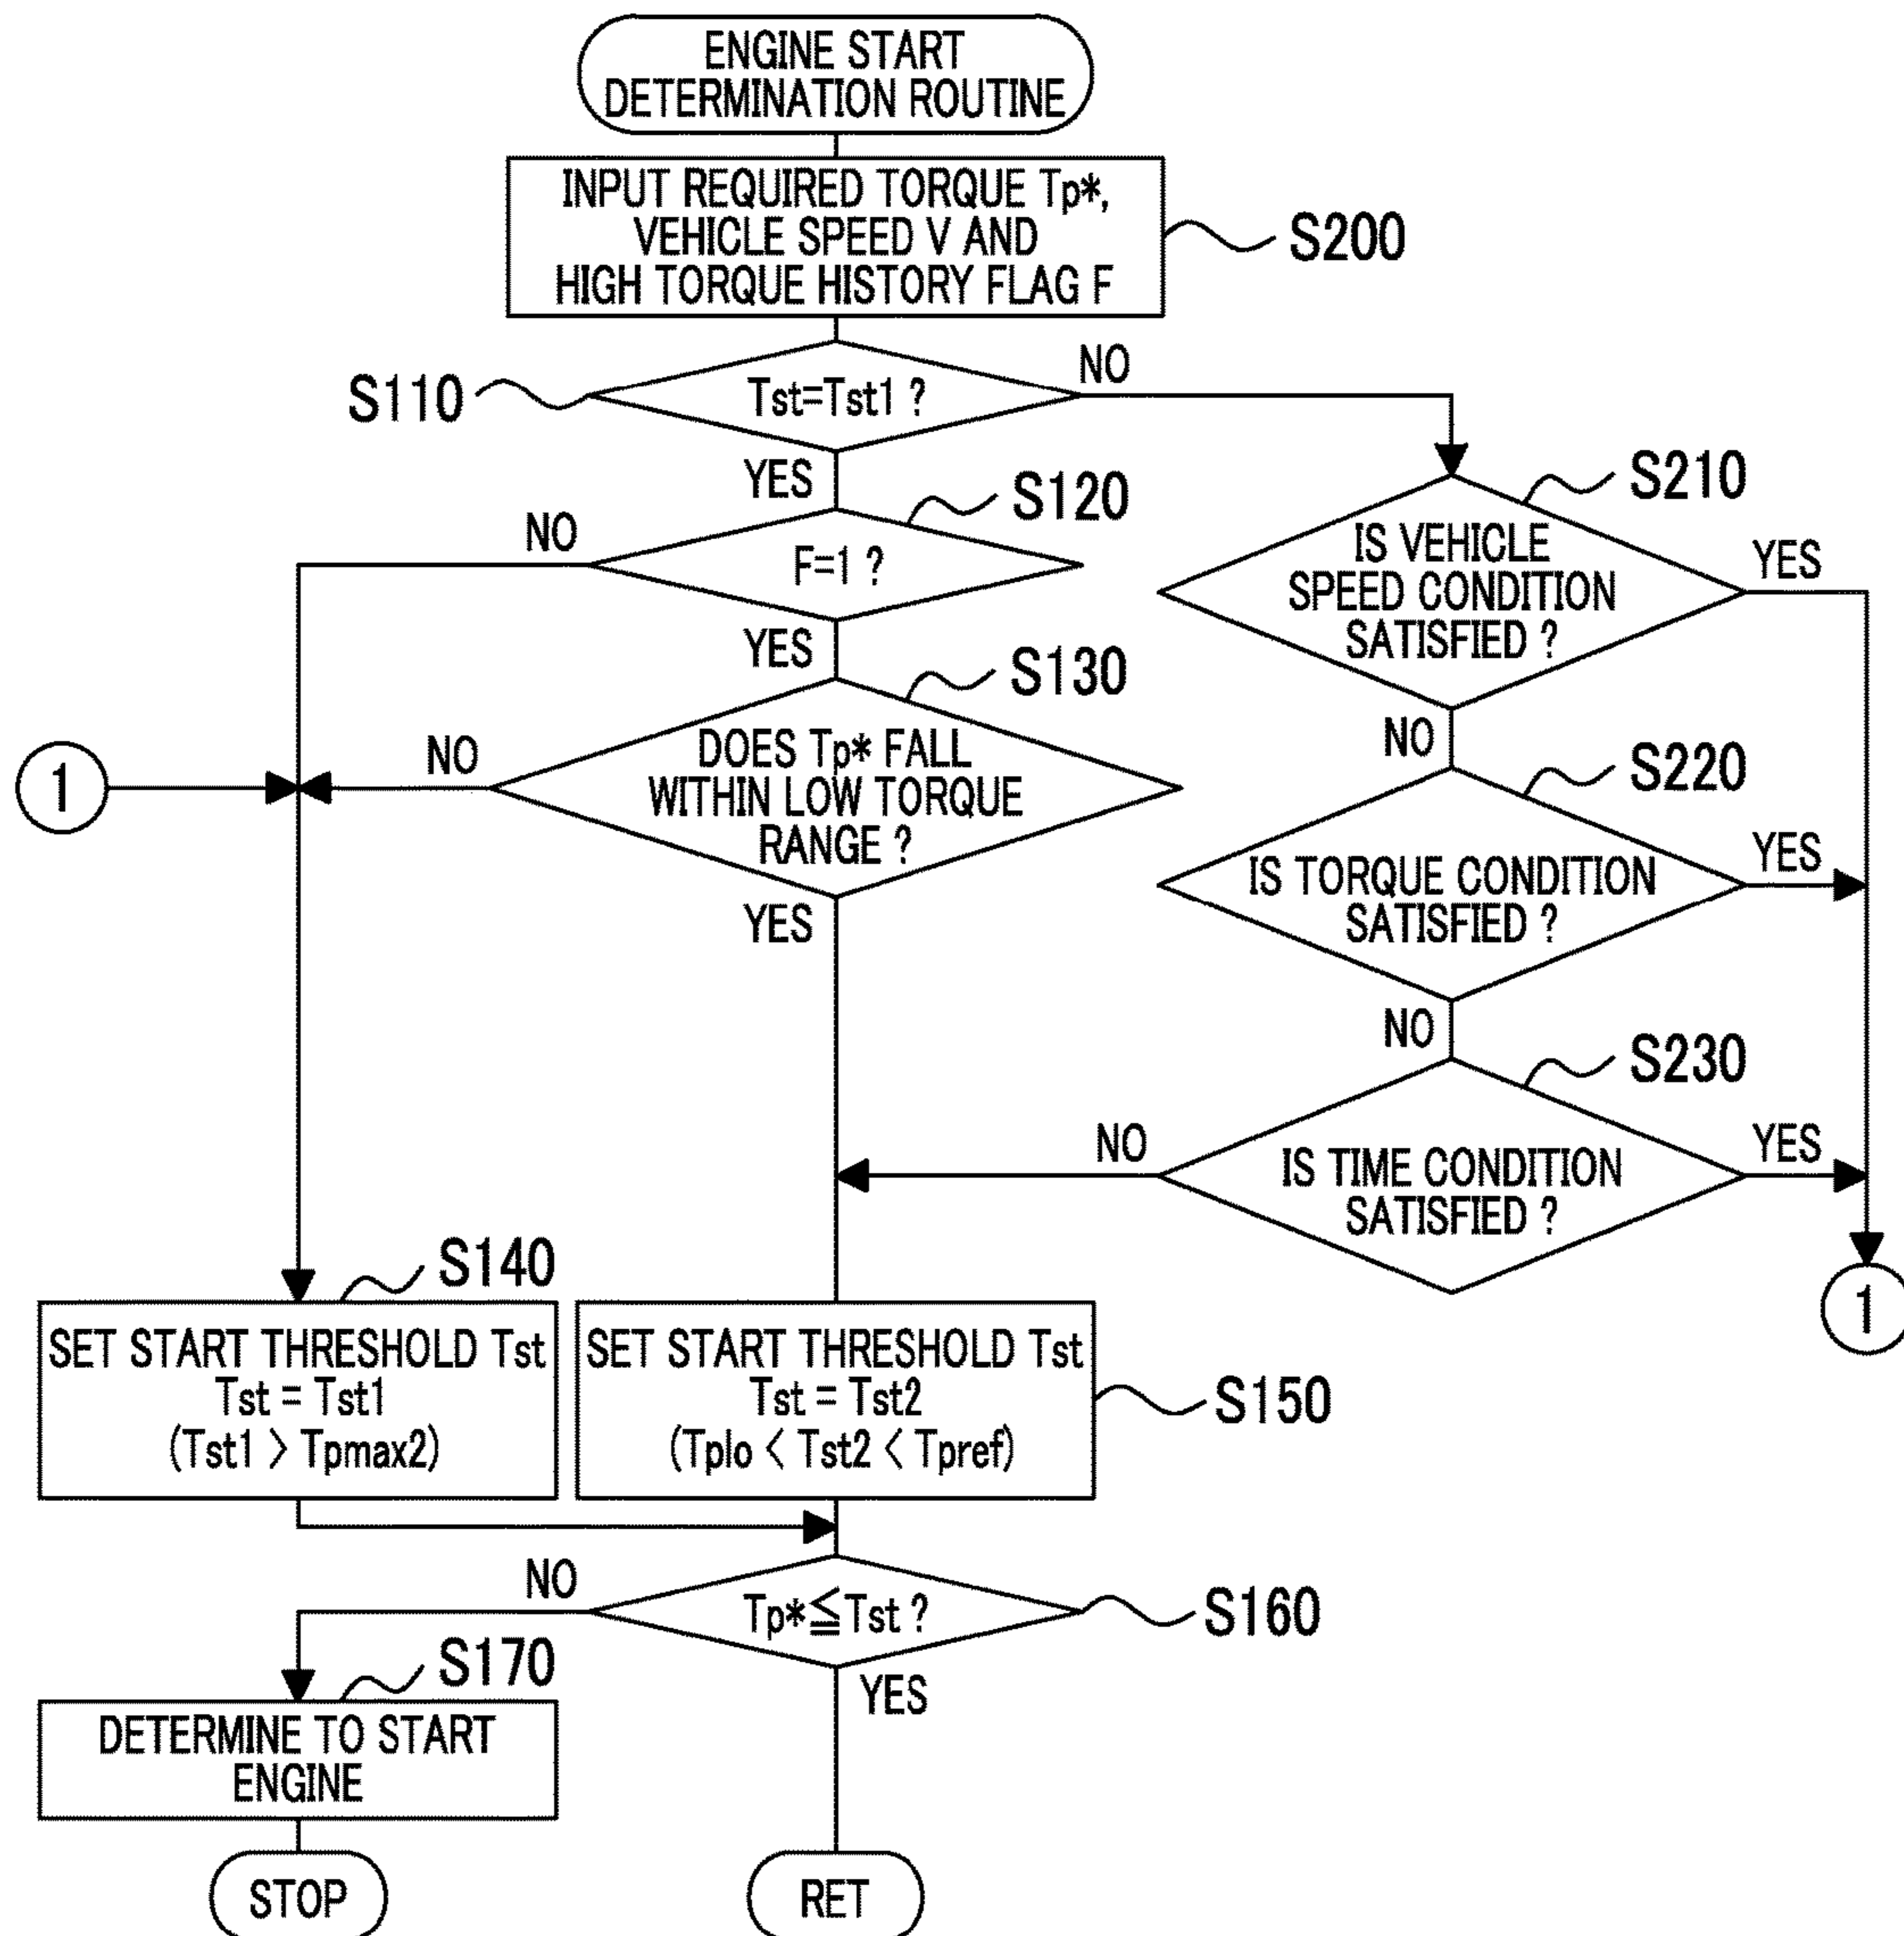 ENGINE START
DETERMINATION ROUTINE
INPUT REQUIRED TORQUE Tp*,
VEHICLE SPEED V AND
HIGH TORQUE HISTORY FLAG F
S200
S110
Tst=Tst1 ?
NO
YES
S120
NO
F=1 ?
YES
S210
IS VEHICLE
SPEED CONDITION
SATISFIED ?
YES
NO
S130
1
NO
DOES Tp* FALL
WITHIN LOW TORQUE
RANGE ?
YES
S220
IS TORQUE CONDITION
SATISFIED ?
YES
NO
S230
NO
IS TIME CONDITION
SATISFIED ?
YES
1
S140
SET START THRESHOLD Tst
Tst = Tst1
(Tst1 > Tpmax2)
SET START THRESHOLD Tst
Tst = Tst2
(Tplo < Tst2 < Tpref)
S150
NO
Tp*≦Tst ?
S160
YES
S170
DETERMINE TO START
ENGINE
STOP
RET